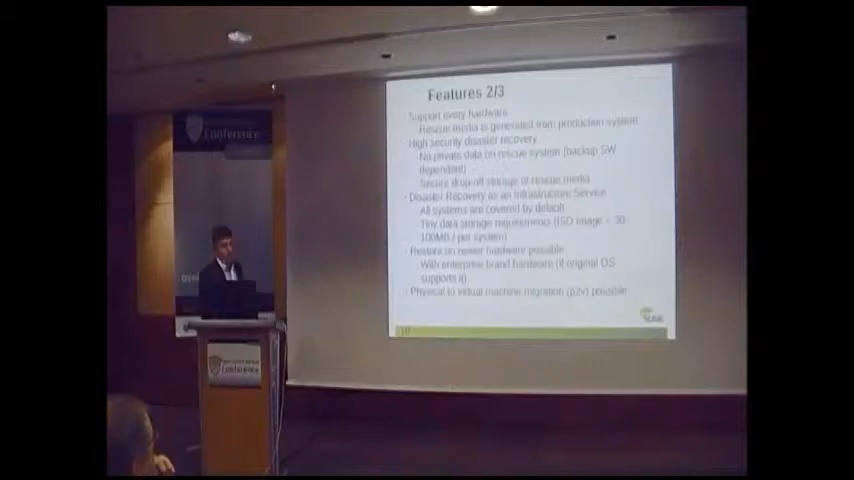 Conference
Features 2/3
Support every hardware
Rescue media is generated from production system
High security disaster recovery
No private data on rescue system (backup SW
dependant)
Secure drop-off storage of rescue media
- Disaster Recovery as an Infrastructure Service
All systems are covered by default
Tiny data storage requirements (ISO image < 30-
100MB / per system)
- Restore on newer hardware possible
With enterprise brand hardware (if original OS
supports it)
- Physical to virtual machine migration (p2v) possible
Conference